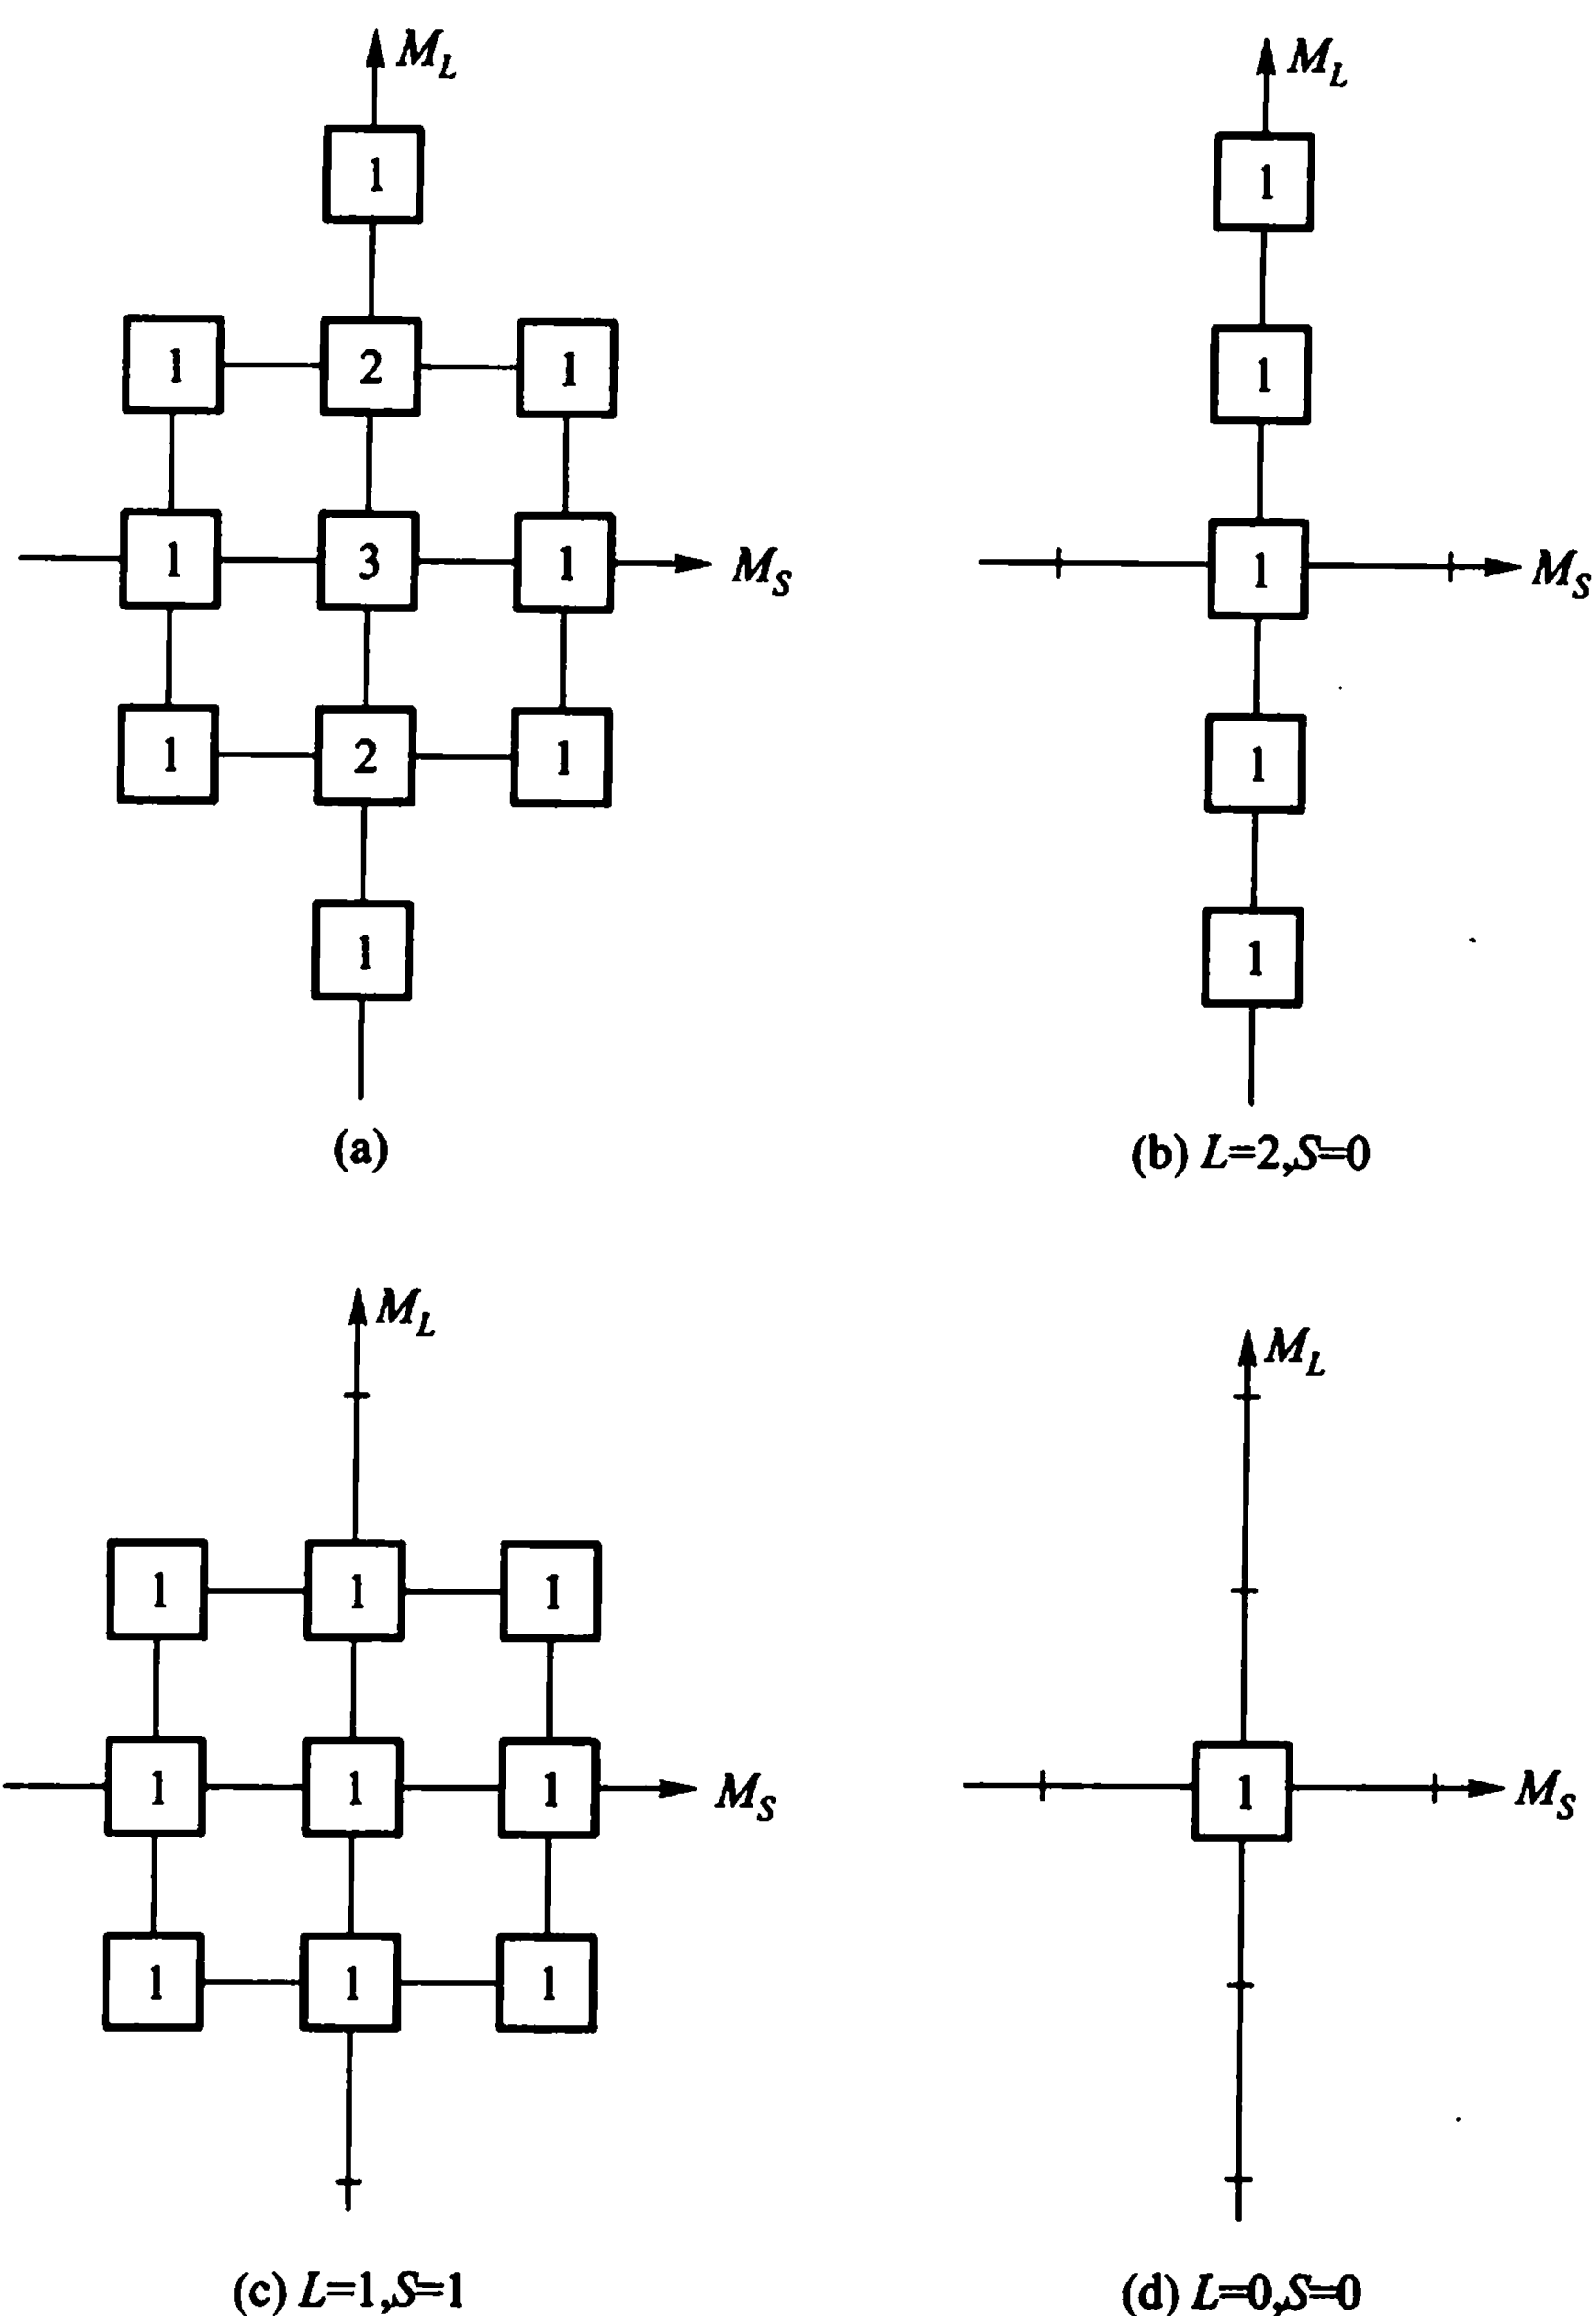 M_L
M_L
1
1
1 2 1
1
1 3 1 M_S
1 M_S
1 2 1
1
1
1
(a)
(b) L=2,S=0
M_L
M_L
1 1 1
1 1 1 M_S
1 M_S
1 1 1
(c) L=1,S=1
(d) L=0,S=0